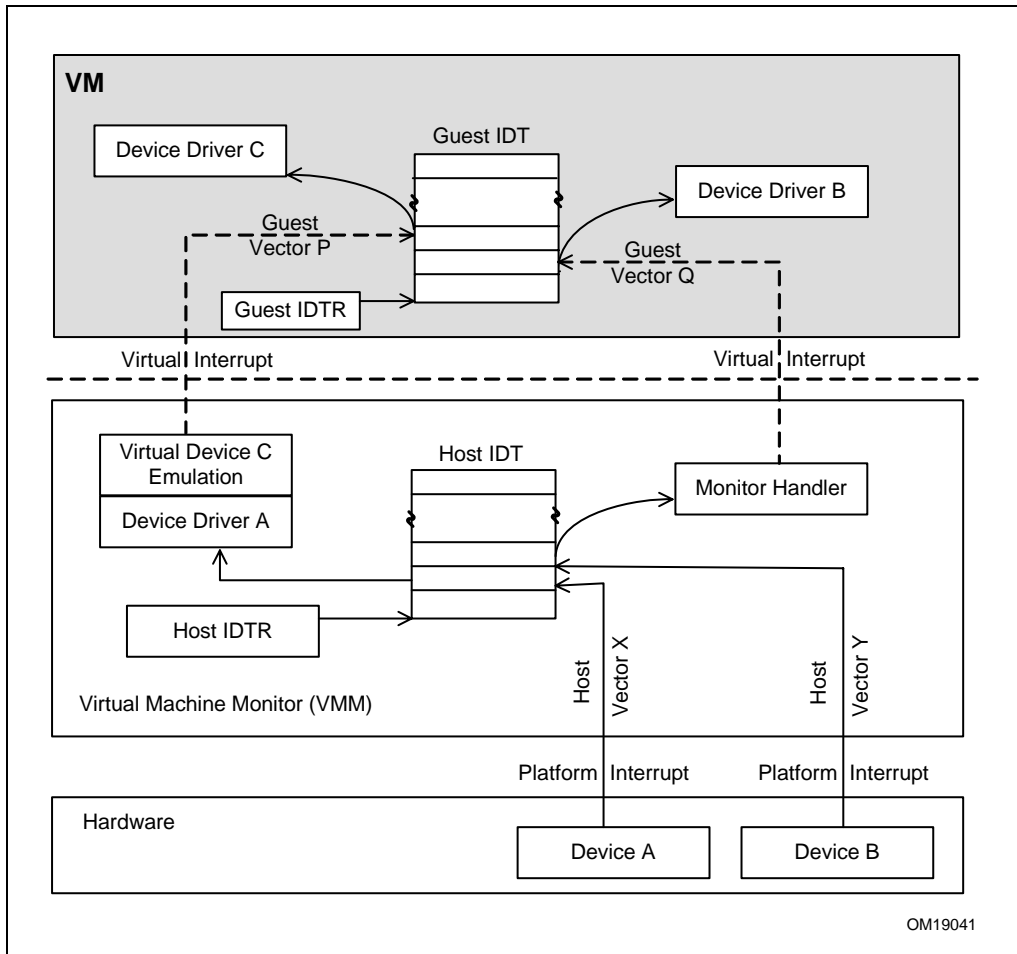 VM
Guest IDT
Device Driver C
Device Driver B
Guest
Vector P
Guest
Vector Q
Guest IDTR
Virtual Interrupt
Virtual Interrupt
Virtual Device C
Emulation
Device Driver A
Host IDT
Monitor Handler
Host IDTR
Host
Vector X
Host
Vector Y
Virtual Machine Monitor (VMM)
Platform Interrupt
Platform Interrupt
Hardware
Device A
Device B
OM19041